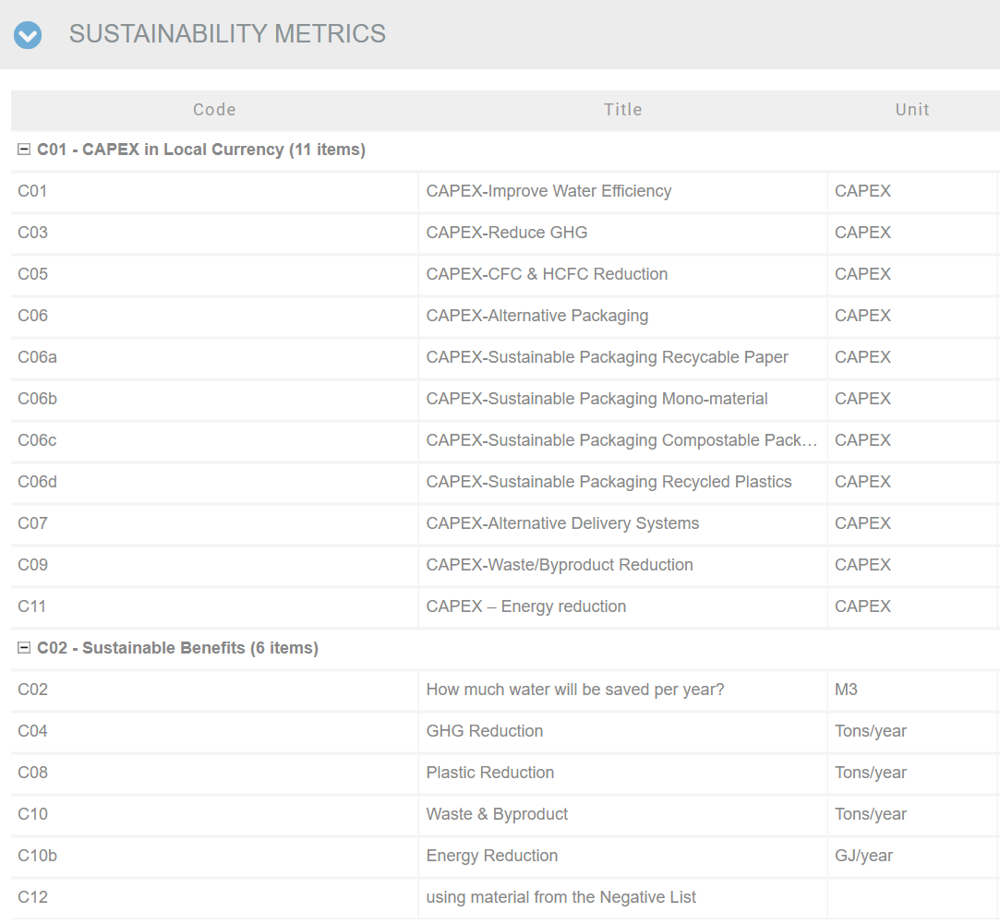 SUSTAINABILITY METRICS
Code Title Unit
C01 - CAPEX in Local Currency (11 items)
C01 CAPEX-Improve Water Efficiency CAPEX
C03 CAPEX-Reduce GHG CAPEX
C05 CAPEX-CFC & HCFC Reduction CAPEX
C06 CAPEX-Alternative Packaging CAPEX
C06a CAPEX-Sustainable Packaging Recycable Paper CAPEX
C06b CAPEX-Sustainable Packaging Mono-material CAPEX
C06c CAPEX-Sustainable Packaging Compostable Pack… CAPEX
C06d CAPEX-Sustainable Packaging Recycled Plastics CAPEX
C07 CAPEX-Alternative Delivery Systems CAPEX
C09 CAPEX-Waste/Byproduct Reduction CAPEX
C11 CAPEX – Energy reduction CAPEX
C02 - Sustainable Benefits (6 items)
C02 How much water will be saved per year? M3
C04 GHG Reduction Tons/year
C08 Plastic Reduction Tons/year
C10 Waste & Byproduct Tons/year
C10b Energy Reduction GJ/year
C12 using material from the Negative List